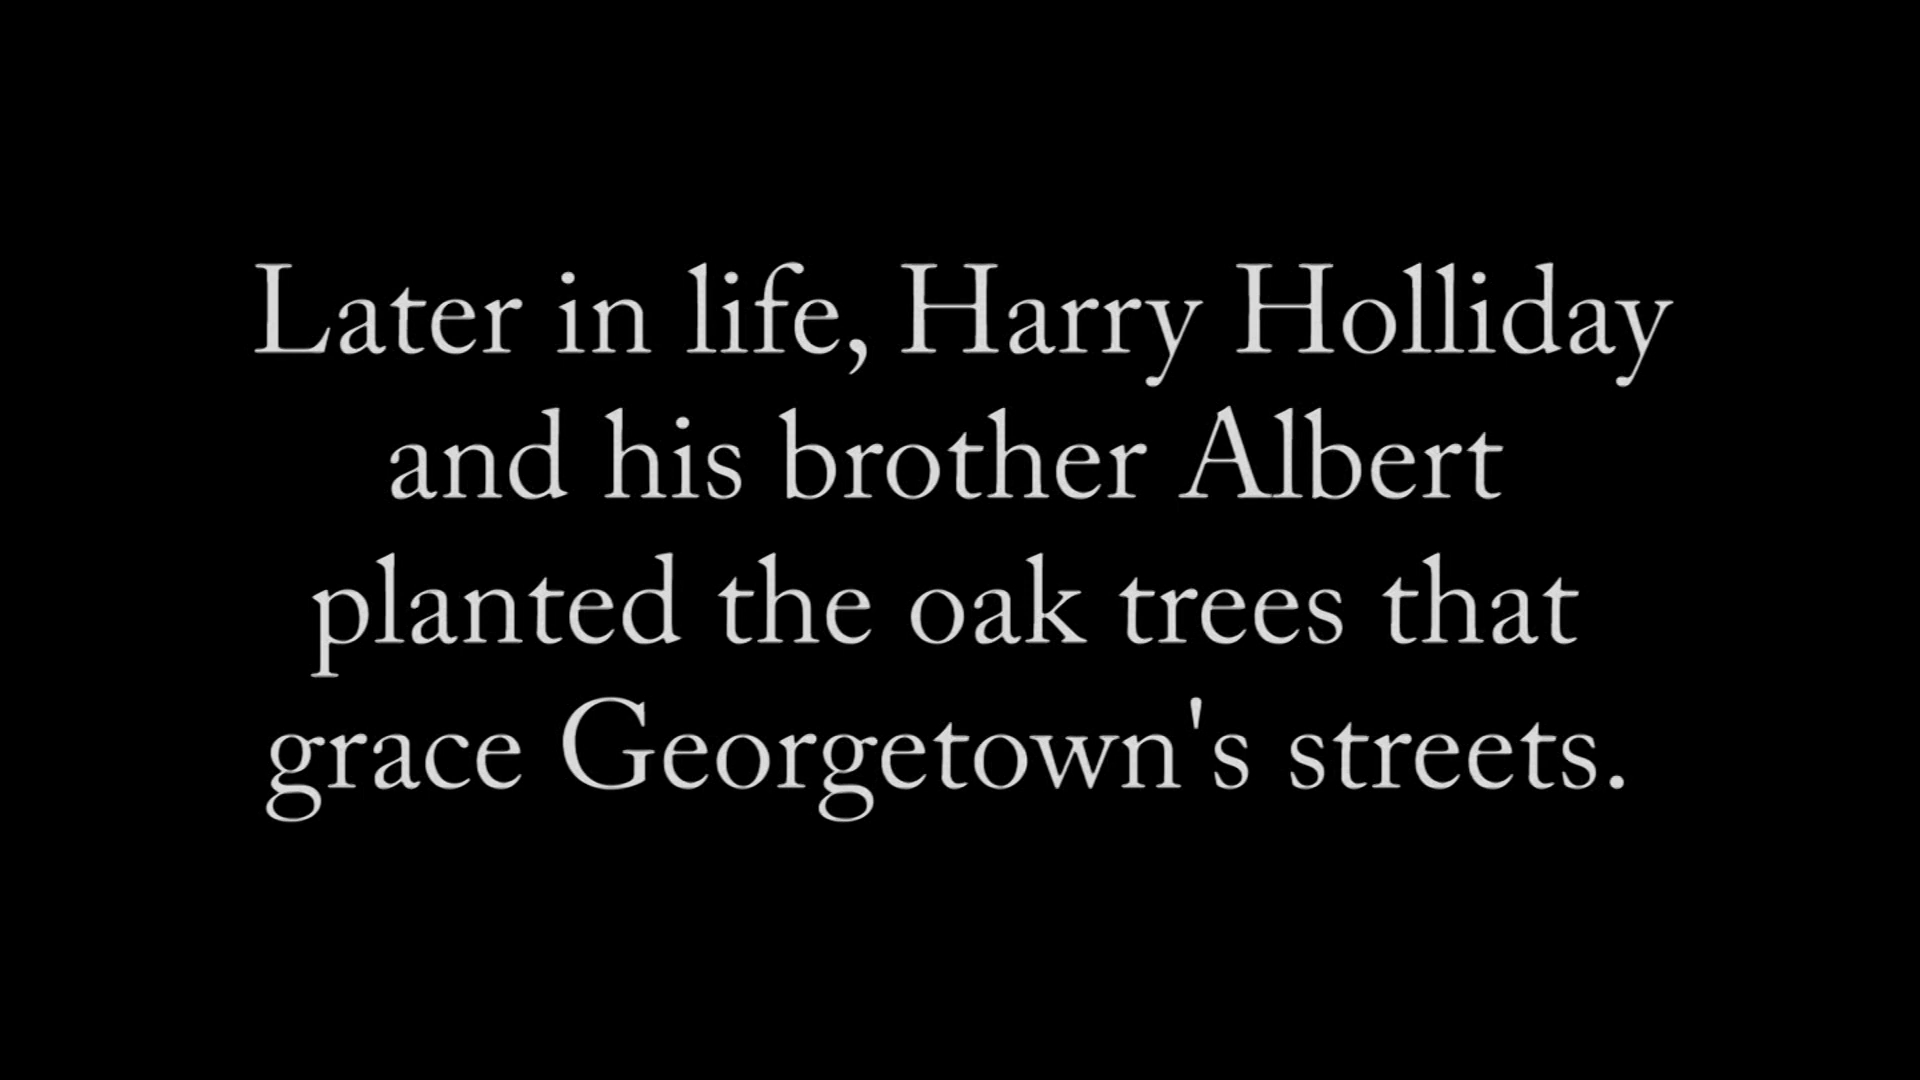 Later in life, Harry Holliday
and his brother Albert
planted the oak trees that
grace Georgetown's streets.